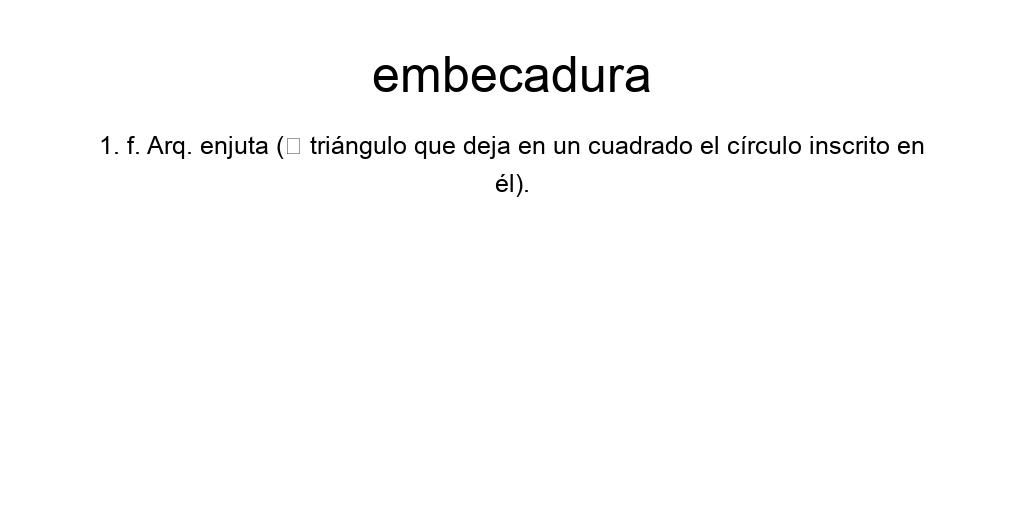 embecadura
1. f. Arq. enjuta (□ triángulo que deja en un cuadrado el círculo inscrito en
él).